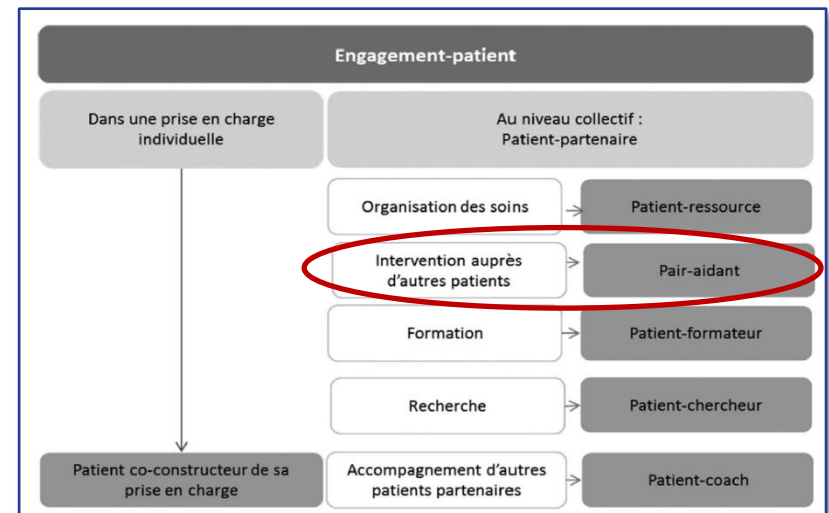 Engagement-patient
Dans une prise en charge
individuelle
Au niveau collectif :
Patient-partenaire
Organisation des soins
Patient-ressource
Intervention auprès
d'autres patients
Pair-aidant
Formation
Patient-formateur
Recherche
Patient-chercheur
Patient co-constructeur de sa
prise en charge
Accompagnement d'autres
patients partenaires
Patient-coach